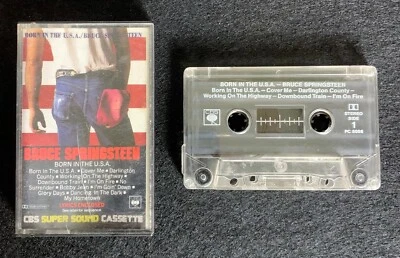 BORN IN THE U.S.A./BRUCE SPRINGSTEEN
BRUCE SPRINGSTEEN
BORN IN THE U.S.A.
Born In The U.S.A. • Cover Me • Darlington
County • Working On The Highway •
Downbound Train • I'm On Fire • No
Surrender • Bobby Jean • I'm Goin' Down •
Glory Days • Dancing In The Dark •
My Hometown
CBS SUPER SOUND CASSETTE
BORN IN THE U.S.A. — BRUCE SPRINGSTEEN
Born In The U.S.A. — Cover Me — Darlington County —
Working On The Highway — Downbound Train — I'm On Fire
STEREO
SIDE
1